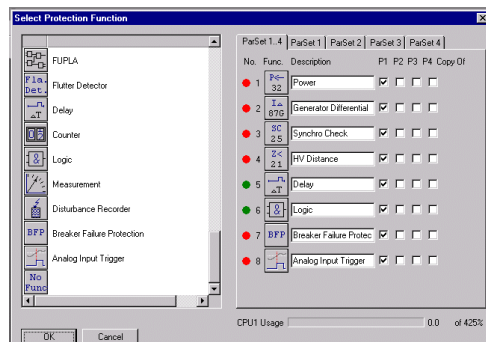 Select Protection Function
FUPLA
Fla. Det. Flutter Detector
ΔT Delay
Counter
& Logic
Measurement
Disturbance Recorder
BFP Breaker Failure Protection
Analog Input Trigger
No Func
OK Cancel
ParSet 1..4 ParSet 1 ParSet 2 ParSet 3 ParSet 4
No. Func. Description P1 P2 P3 P4 Copy Of
1 P<- 32 Power
2 IΔ 87G Generator Differential
3 SC 25 Synchro Check
4 Z< 21 HV Distance
5 ΔT Delay
6 & Logic
7 BFP Breaker Failure Protec
8 Analog Input Trigger
CPU1 Usage 0.0 of 425%